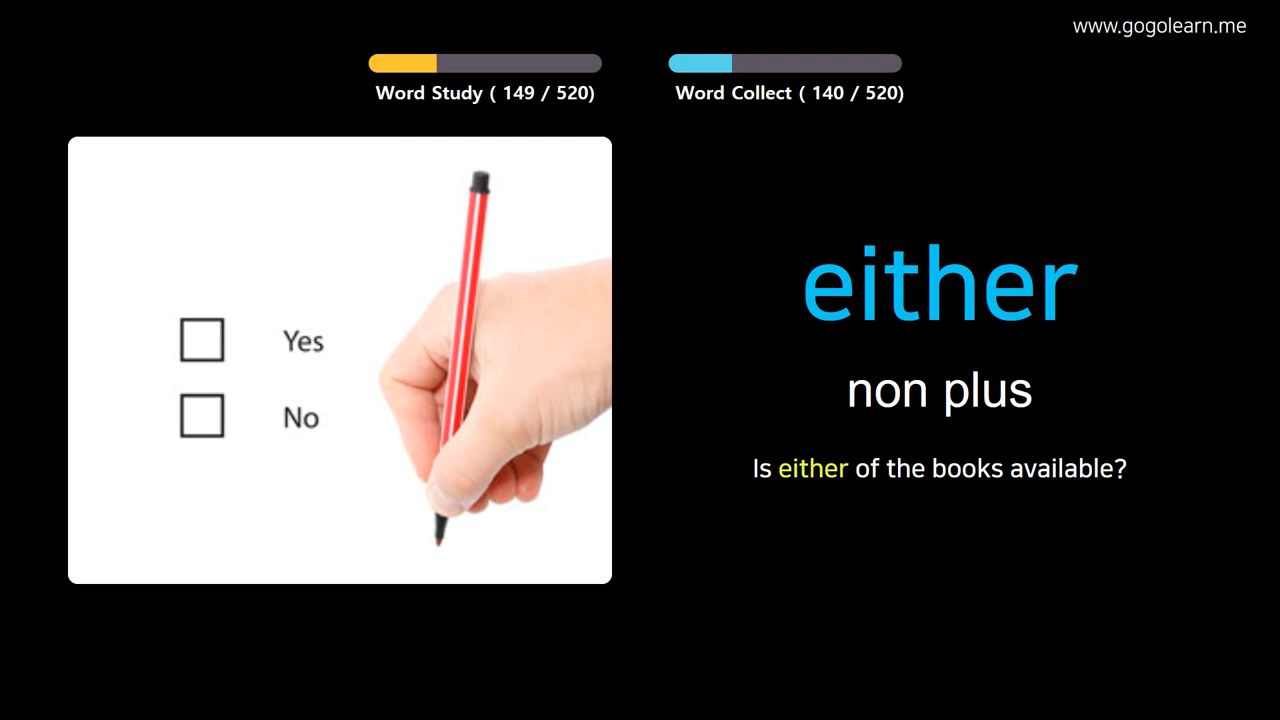 www.gogolearn.me
Word Study ( 149 / 520)
Word Collect ( 140 / 520)
Yes
No
either
non plus
Is either of the books available?